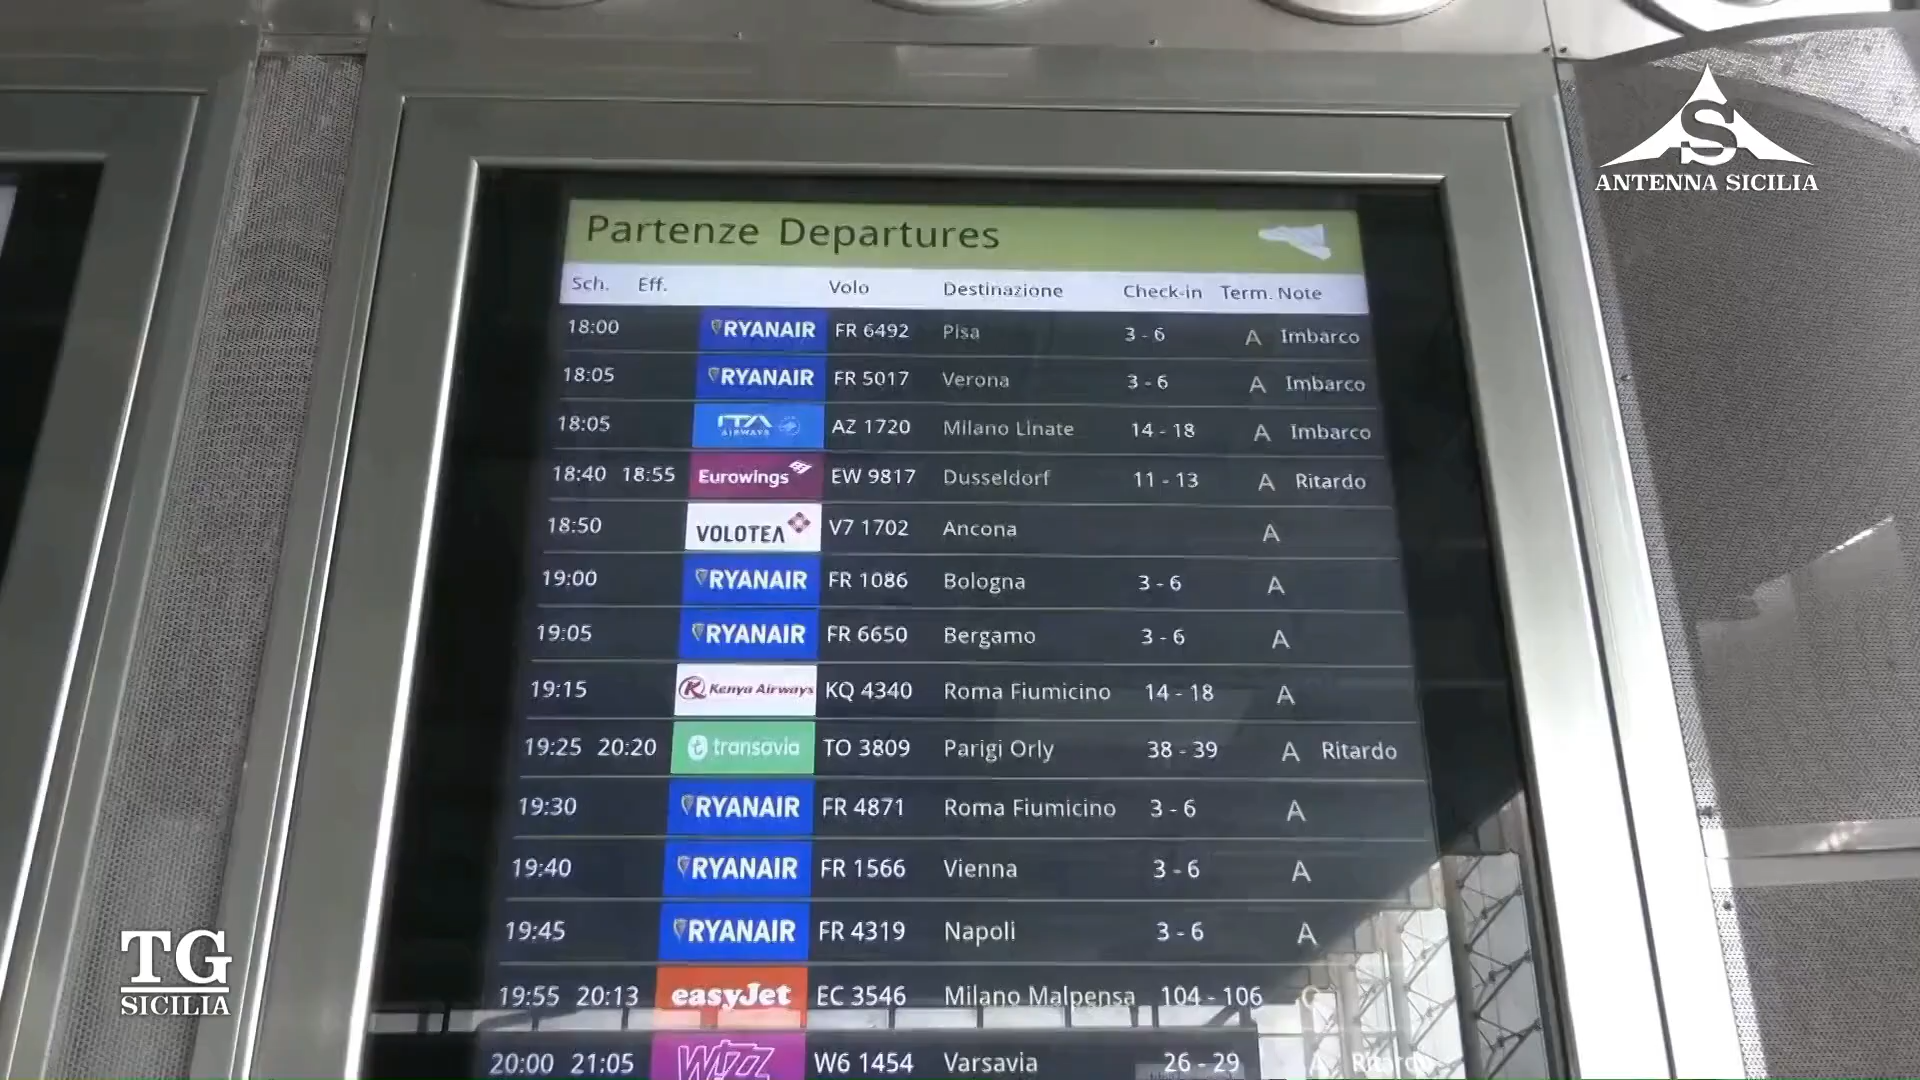 ANTENNA SICILIA
Partenze Departures
Sch. Eff. Volo Destinazione Check-in Term. Note
18:00 RYANAIR FR 6492 Pisa 3 - 6 A Imbarco
18:05 RYANAIR FR 5017 Verona 3 - 6 A Imbarco
18:05 ITA AIRWAYS AZ 1720 Milano Linate 14 - 18 A Imbarco
18:40 18:55 Eurowings EW 9817 Dusseldorf 11 - 13 A Ritardo
18:50 VOLOTEA V7 1702 Ancona A
19:00 RYANAIR FR 1086 Bologna 3 - 6 A
19:05 RYANAIR FR 6650 Bergamo 3 - 6 A
19:15 Kenya Airways KQ 4340 Roma Fiumicino 14 - 18 A
19:25 20:20 transavia TO 3809 Parigi Orly 38 - 39 A Ritardo
19:30 RYANAIR FR 4871 Roma Fiumicino 3 - 6 A
19:40 RYANAIR FR 1566 Vienna 3 - 6 A
19:45 RYANAIR FR 4319 Napoli 3 - 6 A
19:55 20:13 easyJet EC 3546 Milano Malpensa 104 - 106 C
20:00 21:05 WIZZ W6 1454 Varsavia 26 - 29 A Ritardo
TG
SICILIA